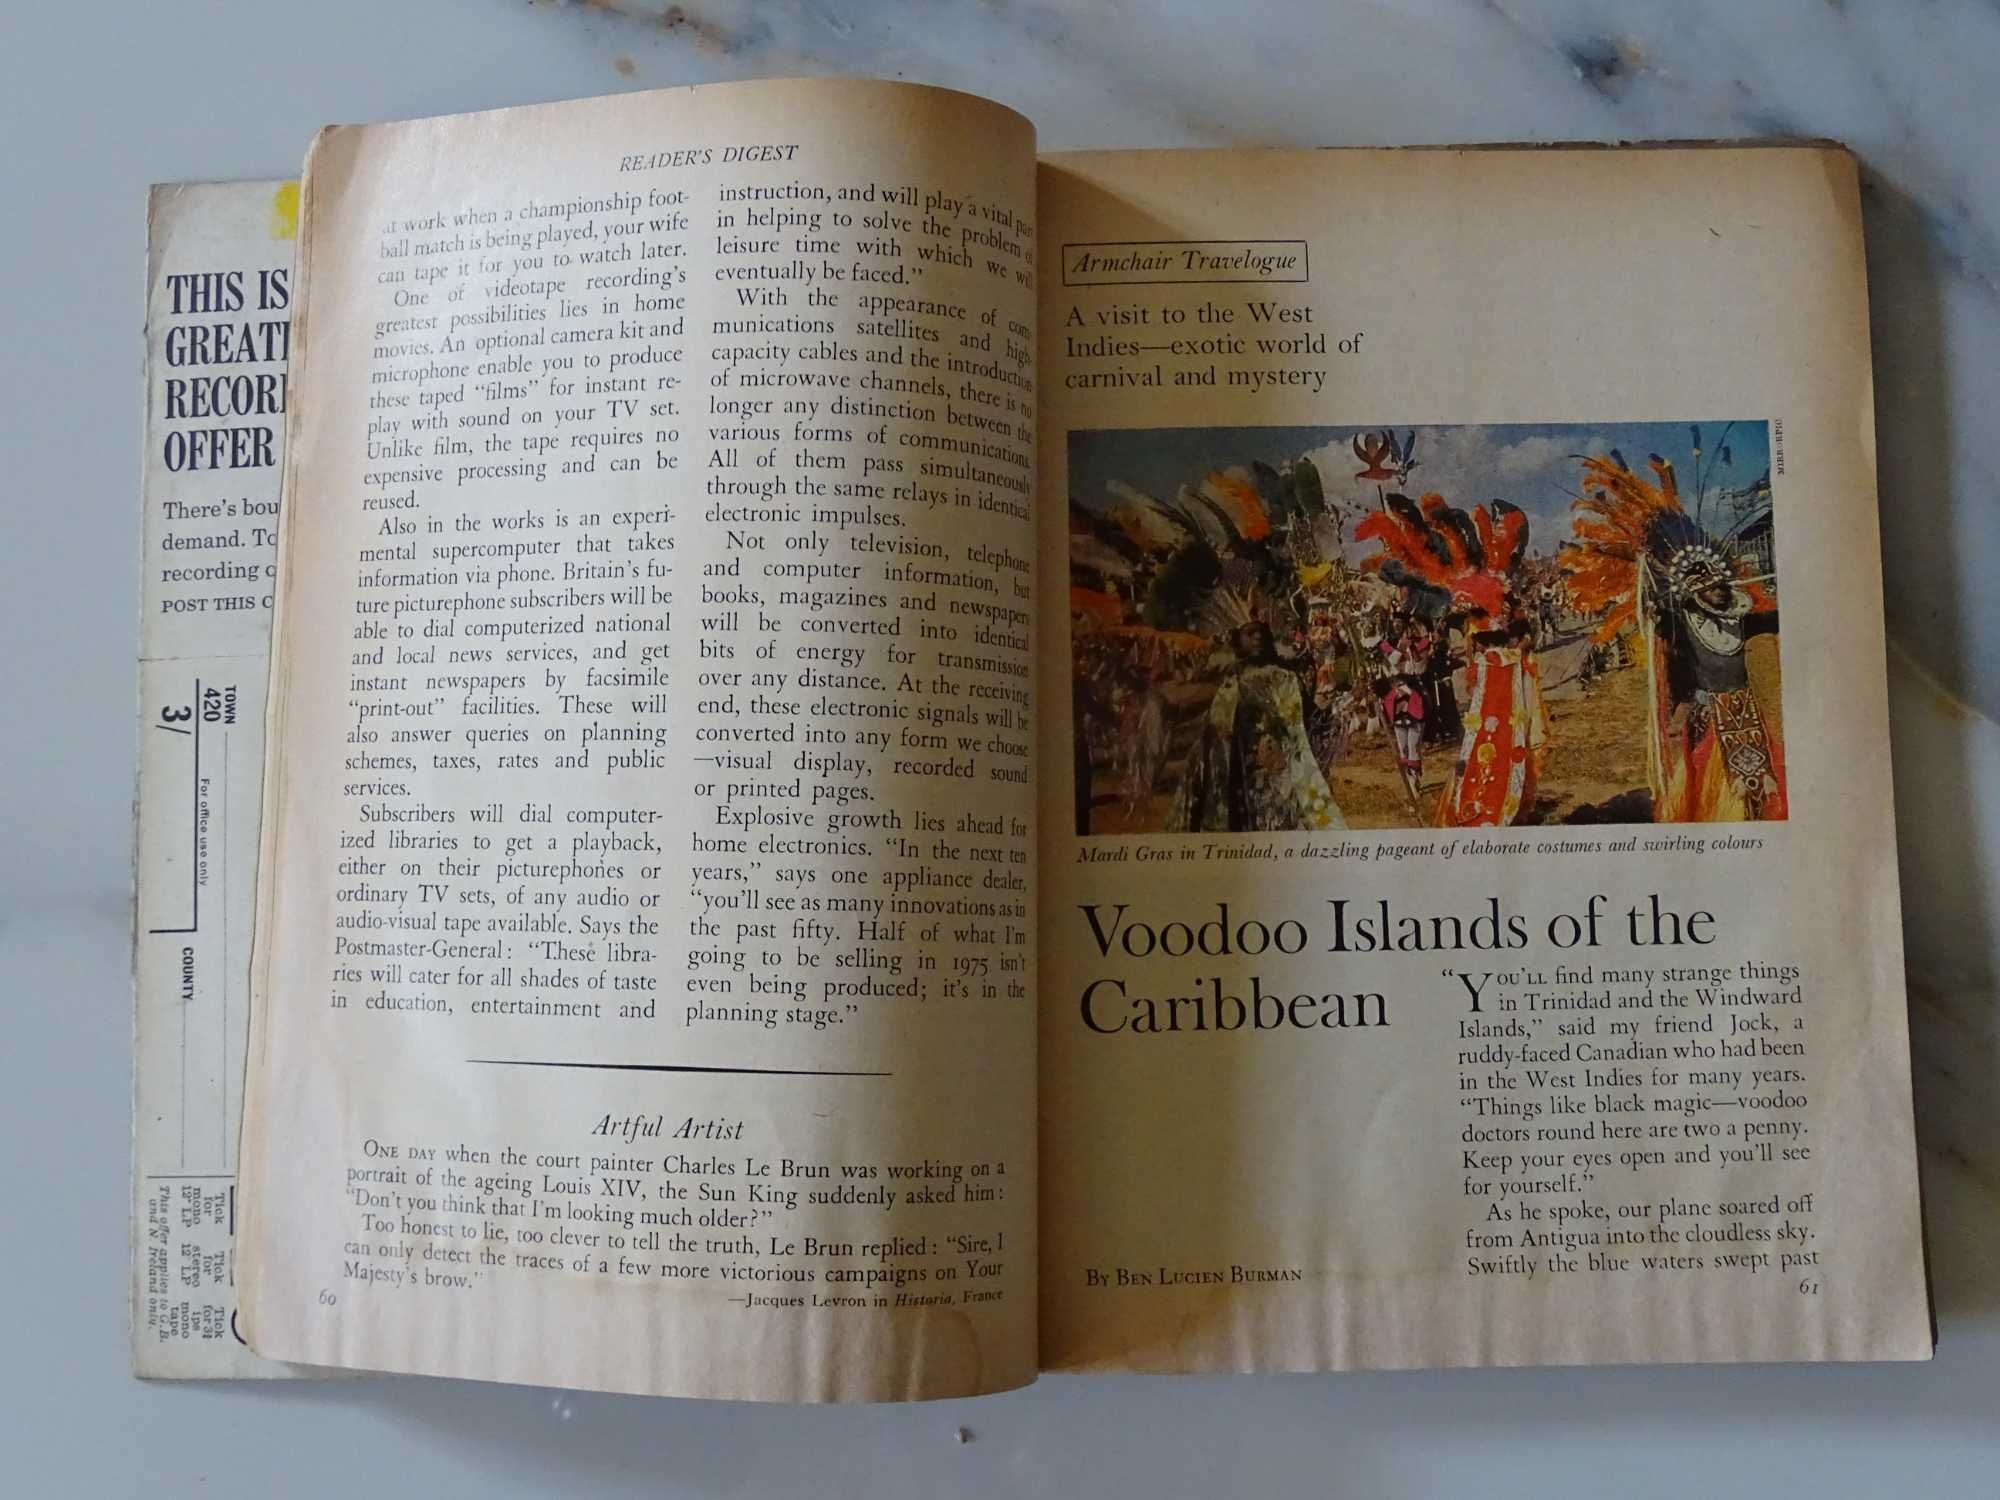 THIS IS
GREAT
RECOR
OFFER
There's bou
demand. To
recording
POST THIS C
TOWN
420
3/
For office use only
COUNTY
Tick for mono 12" LP
Tick for stereo 12" LP
Tick for 3¾ ips mono tape
This offer applies to G.B.
and N. Ireland only.
READER'S DIGEST
at work when a championship foot-
ball match is being played, your wife
can tape it for you to watch later.
One of videotape recording's
greatest possibilities lies in home
movies. An optional camera kit and
microphone enable you to produce
these taped "films" for instant re-
play with sound on your TV set.
Unlike film, the tape requires no
expensive processing and can be
reused.
Also in the works is an experi-
mental supercomputer that takes
information via phone. Britain's fu-
ture picturephone subscribers will be
able to dial computerized national
and local news services, and get
instant newspapers by facsimile
"print-out" facilities. These will
also answer queries on planning
schemes, taxes, rates and public
services.
Subscribers will dial computer-
ized libraries to get a playback,
either on their picturephones or
ordinary TV sets, of any audio or
audio-visual tape available. Says the
Postmaster-General: "These libra-
ries will cater for all shades of taste
in education, entertainment and
instruction, and will play a vital part
in helping to solve the problem of
leisure time with which we will
eventually be faced."
With the appearance of com-
munications satellites and high-
capacity cables and the introduction
of microwave channels, there is no
longer any distinction between the
various forms of communications.
All of them pass simultaneously
through the same relays in identical
electronic impulses.
Not only television, telephone
and computer information, but
books, magazines and newspapers
will be converted into identical
bits of energy for transmission
over any distance. At the receiving
end, these electronic signals will be
converted into any form we choose
—visual display, recorded sound
or printed pages.
Explosive growth lies ahead for
home electronics. "In the next ten
years," says one appliance dealer,
"you'll see as many innovations as in
the past fifty. Half of what I'm
going to be selling in 1975 isn't
even being produced; it's in the
planning stage."
Artful Artist
ONE DAY when the court painter Charles Le Brun was working on a
portrait of the ageing Louis XIV, the Sun King suddenly asked him:
"Don't you think that I'm looking much older?"
Too honest to lie, too clever to tell the truth, Le Brun replied: "Sire, I
can only detect the traces of a few more victorious campaigns on Your
Majesty's brow."
—Jacques Levron in Historia, France
60
Armchair Travelogue
A visit to the West
Indies—exotic world of
carnival and mystery
MIRRORPIC
Mardi Gras in Trinidad, a dazzling pageant of elaborate costumes and swirling colours
Voodoo Islands of the
Caribbean
"YOU'LL find many strange things
in Trinidad and the Windward
Islands," said my friend Jock, a
ruddy-faced Canadian who had been
in the West Indies for many years.
"Things like black magic—voodoo
doctors round here are two a penny.
Keep your eyes open and you'll see
for yourself."
As he spoke, our plane soared off
from Antigua into the cloudless sky.
Swiftly the blue waters swept past
BY BEN LUCIEN BURMAN
61